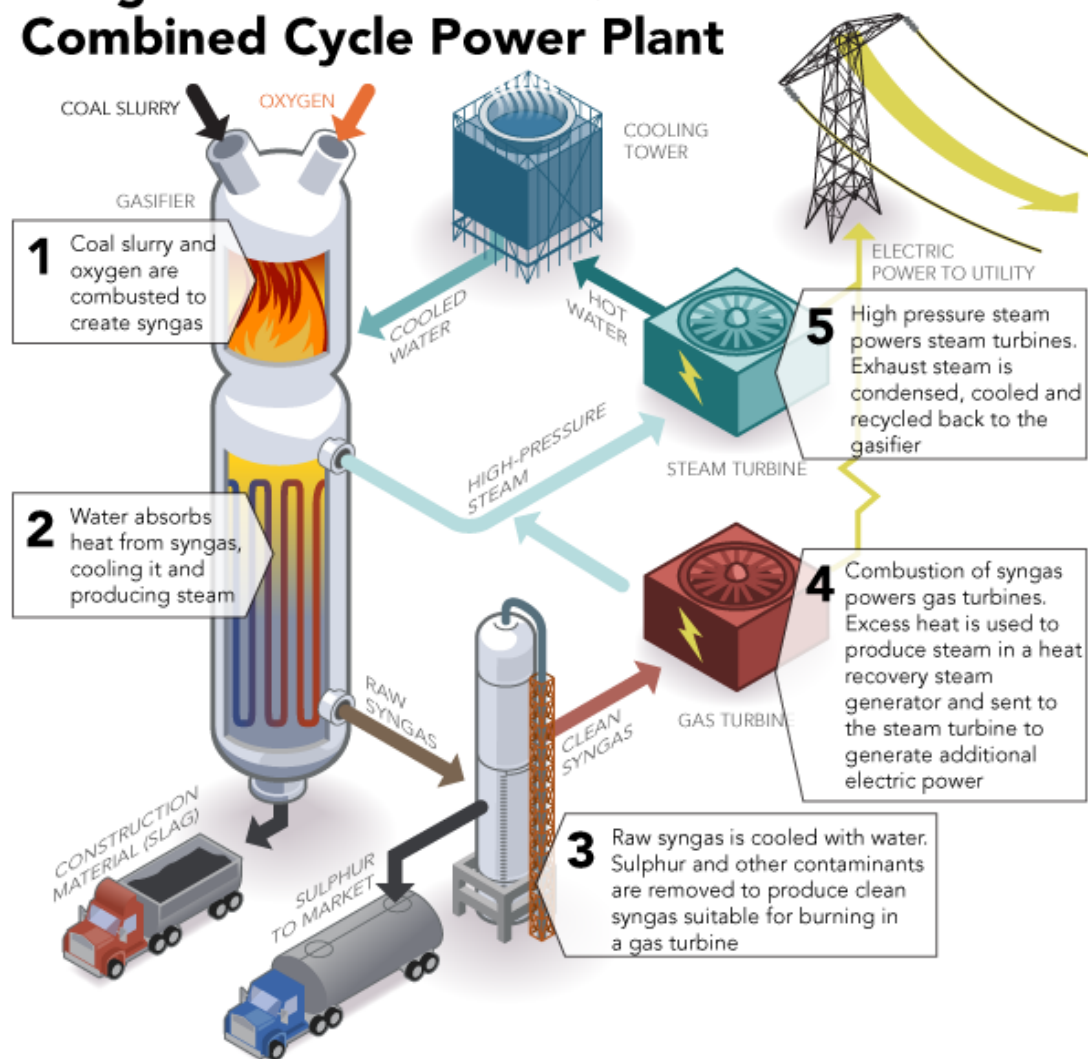 Combined Cycle Power Plant
COAL SLURRY
OXYGEN
COOLING
TOWER
GASIFIER
1 Coal slurry and
oxygen are
combusted to
create syngas
COOLED
WATER
HOT
WATER
ELECTRIC
POWER TO UTILITY
5 High pressure steam
powers steam turbines.
Exhaust steam is
condensed, cooled and
recycled back to the
gasifier
HIGH-PRESSURE
STEAM
STEAM TURBINE
2 Water absorbs
heat from syngas,
cooling it and
producing steam
4 Combustion of syngas
powers gas turbines.
Excess heat is used to
produce steam in a heat
recovery steam
generator and sent to
the steam turbine to
generate additional
electric power
RAW
SYNGAS
CLEAN
SYNGAS
GAS TURBINE
CONSTRUCTION
MATERIAL (SLAG)
SULPHUR
TO MARKET
3 Raw syngas is cooled with water.
Sulphur and other contaminants
are removed to produce clean
syngas suitable for burning in
a gas turbine